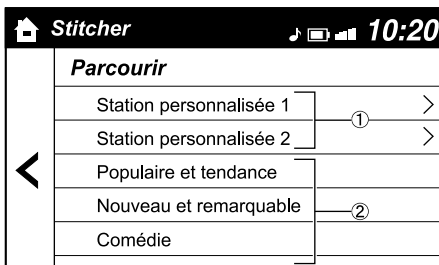 Stitcher 10:20
Parcourir
Station personnalisée 1
①
Station personnalisée 2
Populaire et tendance
Nouveau et remarquable
②
Comédie